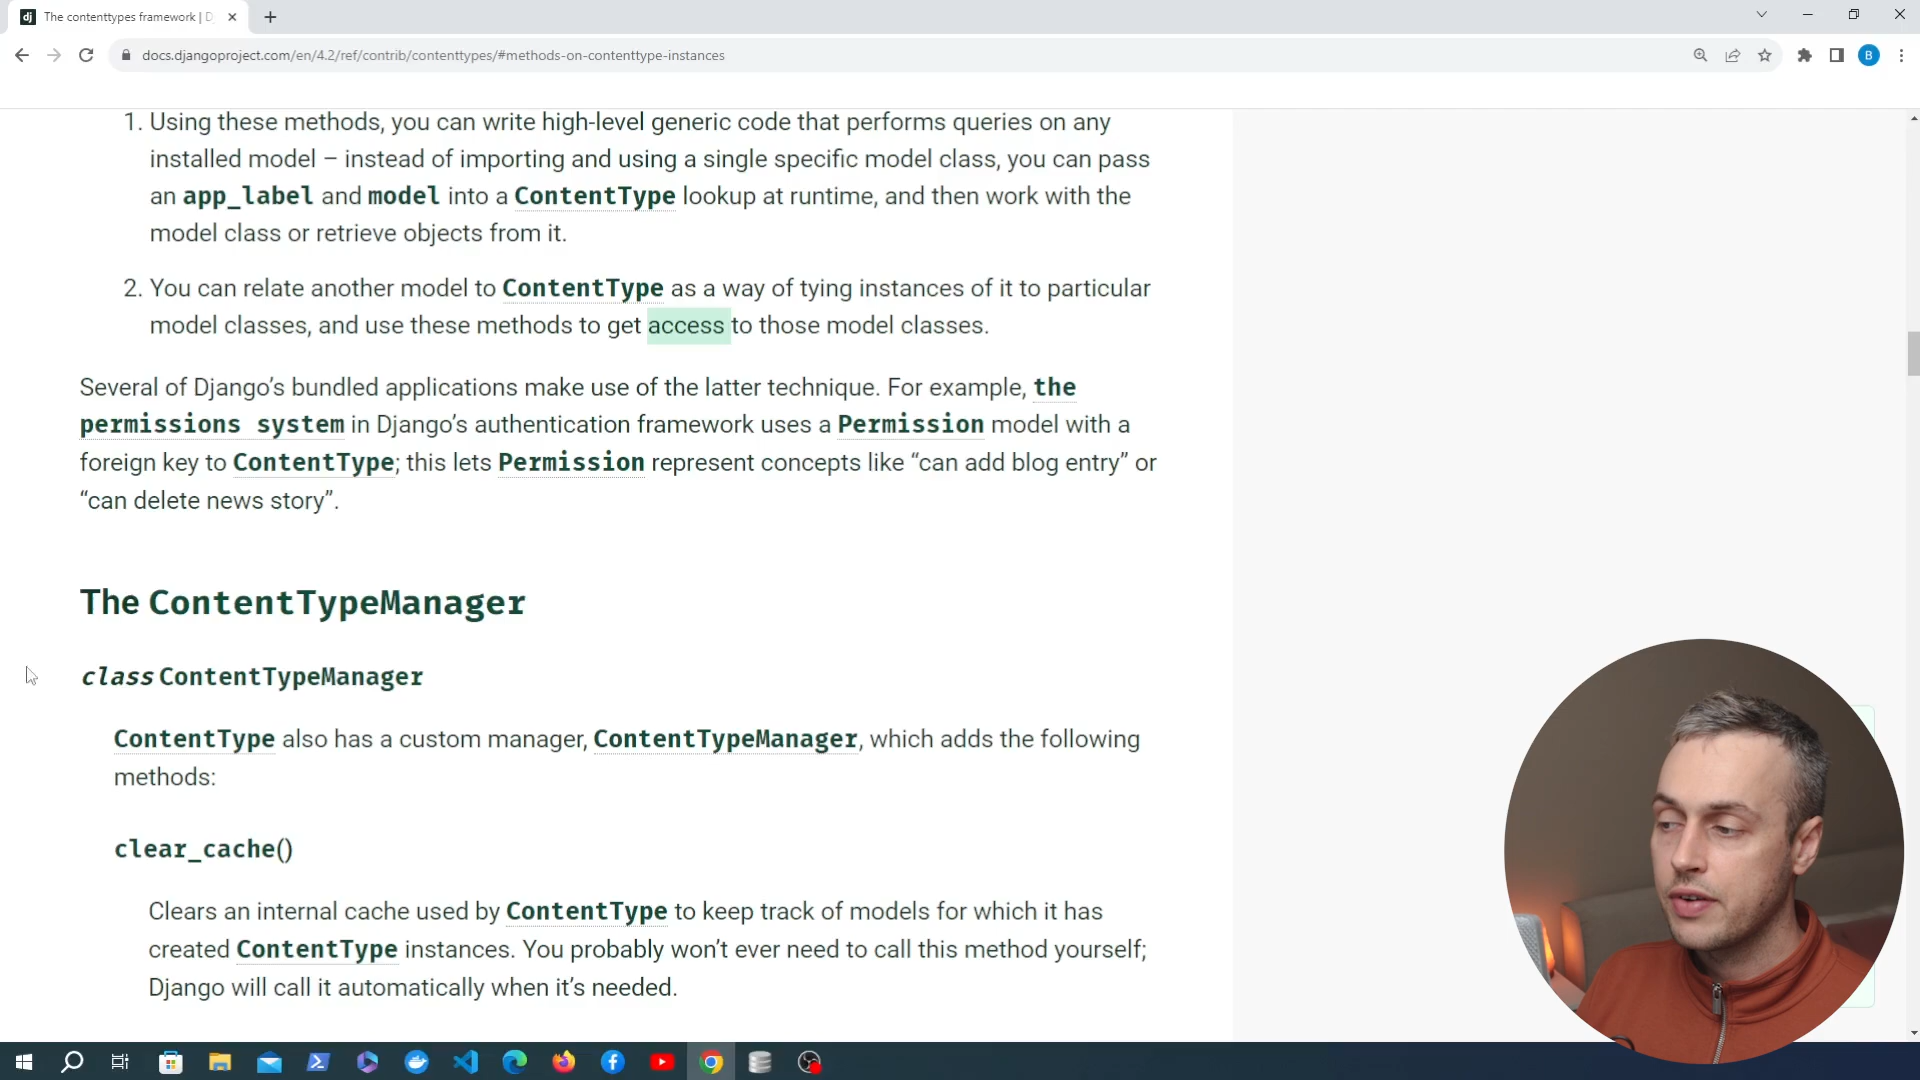 dj The contenttypes framework | D
docs.djangoproject.com/en/4.2/ref/contrib/contenttypes/#methods-on-contenttype-instances
B
1. Using these methods, you can write high-level generic code that performs queries on any
installed model – instead of importing and using a single specific model class, you can pass
an app_label and model into a ContentType lookup at runtime, and then work with the
model class or retrieve objects from it.
2. You can relate another model to ContentType as a way of tying instances of it to particular
model classes, and use these methods to get access to those model classes.
Several of Django’s bundled applications make use of the latter technique. For example, the
permissions system in Django’s authentication framework uses a Permission model with a
foreign key to ContentType; this lets Permission represent concepts like “can add blog entry” or
“can delete news story”.
The ContentTypeManager
class ContentTypeManager
ContentType also has a custom manager, ContentTypeManager, which adds the following
methods:
clear_cache()
Clears an internal cache used by ContentType to keep track of models for which it has
created ContentType instances. You probably won’t ever need to call this method yourself;
Django will call it automatically when it’s needed.